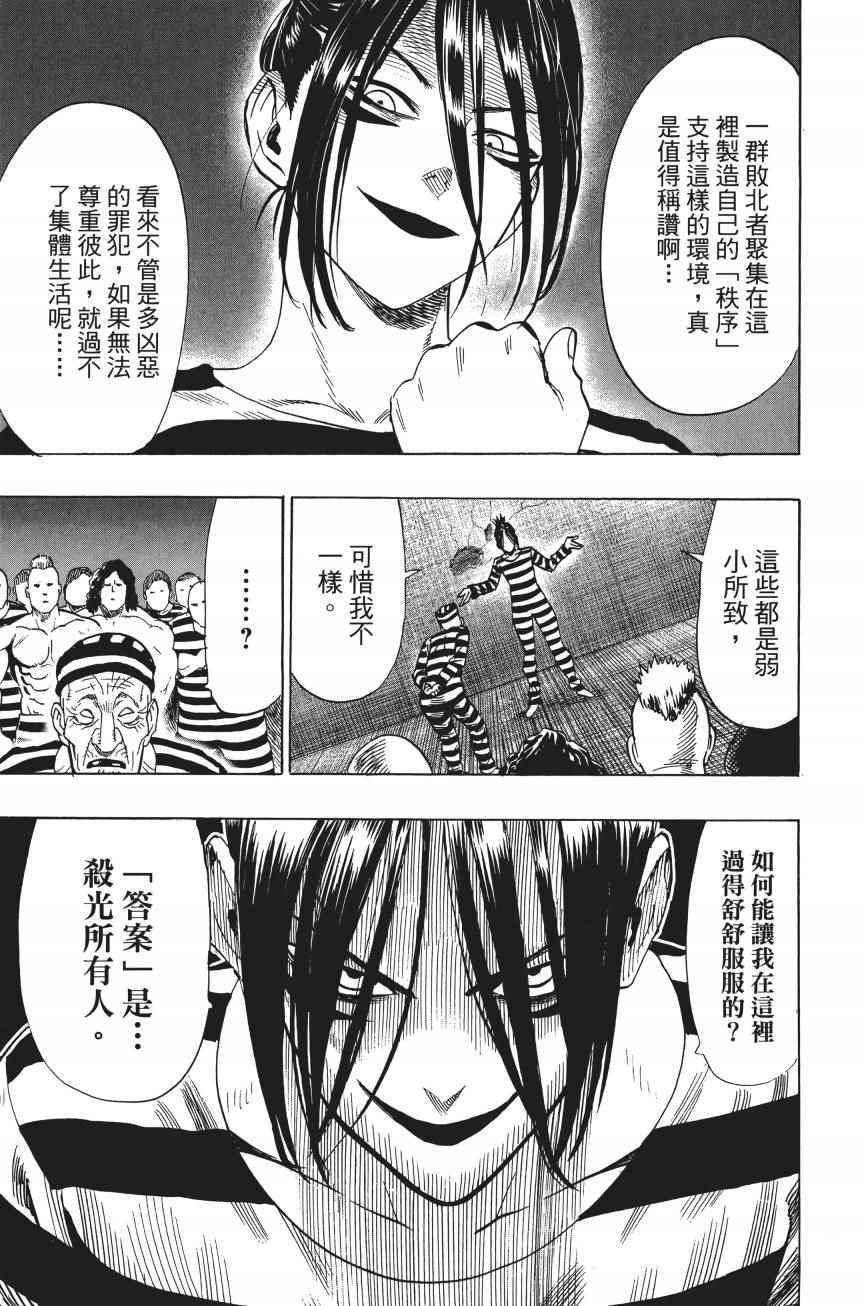 一群敗北者聚集在這
裡製造自己的「秩序」
支持這樣的環境，真
是值得稱讚啊…
看來不管是多凶惡
的罪犯，如果無法
尊重彼此，就過不
了集體生活呢……
這些都是弱
小所致，
可惜我不
一樣。
……？
如何能讓我在這裡
過得舒舒服服的？
「答案」是…
殺光所有人。